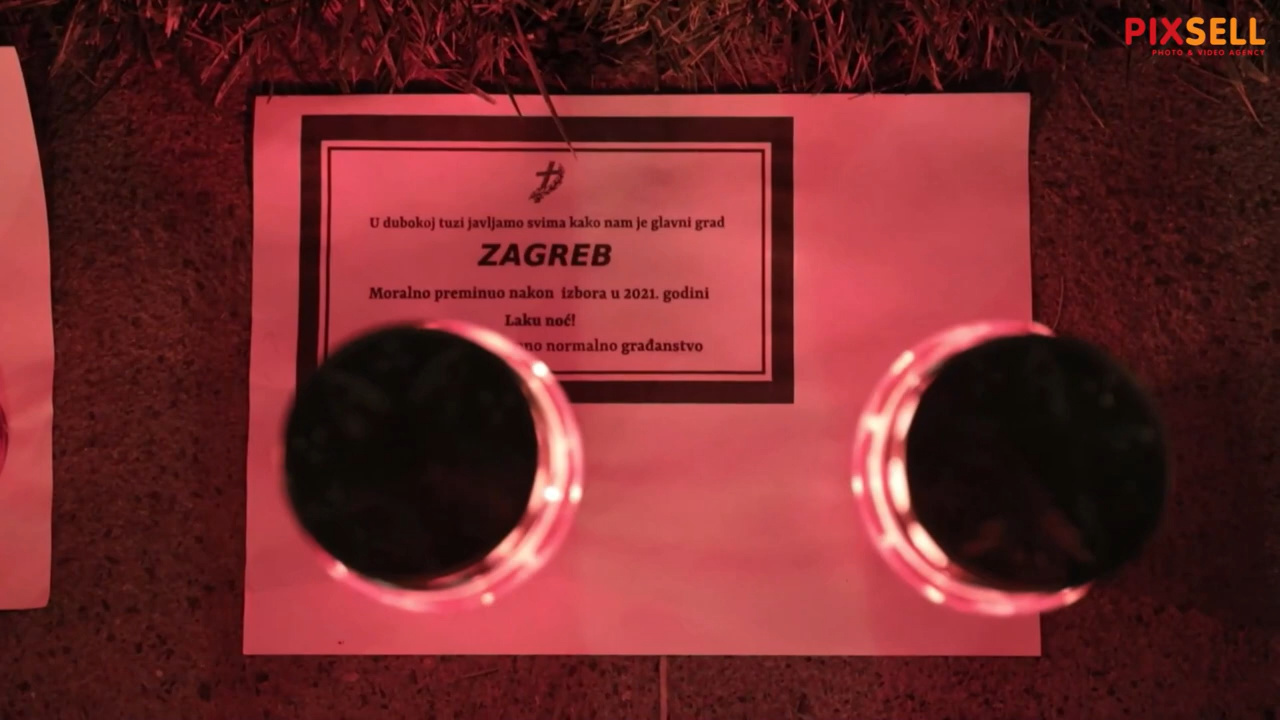 PIXSELL
PHOTO & VIDEO AGENCY
U dubokoj tuzi javljamo svima kako nam je glavni grad
ZAGREB
Moralno preminuo nakon izbora u 2021. godini
Laku noć!
normalno građanstvo